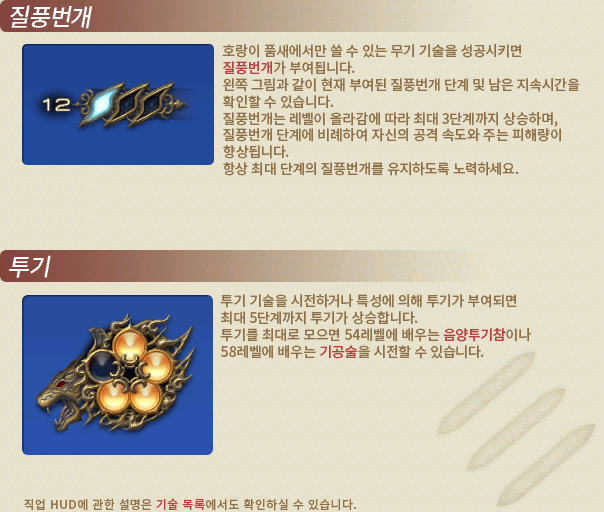 질풍번개
호랑이 품새에서만 쓸 수 있는 무기 기술을 성공시키면
질풍번개가 부여됩니다.
왼쪽 그림과 같이 현재 부여된 질풍번개 단계 및 남은 지속시간을
확인할 수 있습니다.
질풍번개는 레벨이 올라감에 따라 최대 3단계까지 상승하며,
질풍번개 단계에 비례하여 자신의 공격 속도와 주는 피해량이
향상됩니다.
항상 최대 단계의 질풍번개를 유지하도록 노력하세요.
12
투기
투기 기술을 시전하거나 특성에 의해 투기가 부여되면
최대 5단계까지 투기가 상승합니다.
투기를 최대로 모으면 54레벨에 배우는 음양투기참이나
58레벨에 배우는 기공술을 시전할 수 있습니다.
직업 HUD에 관한 설명은 기술 목록에서도 확인하실 수 있습니다.